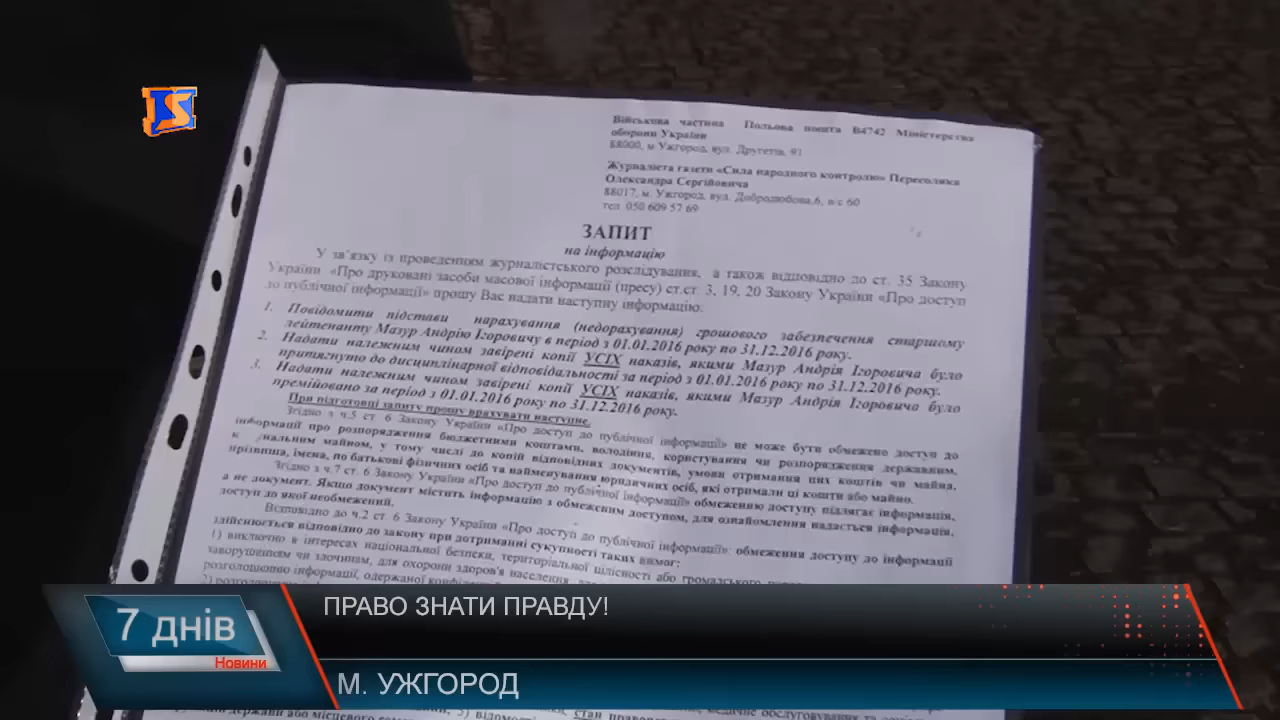 JS
Військова частина Польова пошта В4742 Міністерства
оборони України
88000, м Ужгород, вул. Другетів, 91
Журналіста газети «Сила народного контролю» Пересоляка
Олександра Сергійовича
88017, м. Ужгород, вул. Добролюбова,6, п/с 60
тел. 050 609 57 69
ЗАПИТ
на інформацію
У зв’язку із проведенням журналістського розслідування, а також відповідно до ст. 35 Закону
України «Про друковані засоби масової інформації (пресу) ст.ст 3, 19, 20 Закону України «Про доступ
до публічної інформації» прошу Вас надати наступну інформацію.
1. Повідомити підстави нарахування (недорахування) грошового забезпечення старшому
лейтенанту Мазур Андрію Ігоровичу в період з 01.01.2016 року по 31.12.2016 року.
2. Надати належним чином завірені копії УСІХ наказів, якими Мазур Андрія Ігоровича було
притягнуто до дисциплінарної відповідальності за період з 01.01.2016 року по 31.12.2016 року.
3. Надати належним чином завірені копії УСІХ наказів, якими Мазур Андрія Ігоровича було
премійовано за період з 01.01.2016 року по 31.12.2016 року.
При підготовці запиту прошу врахувати наступне.
Згідно з ч.5 ст. 6 Закону України «Про доступ до публічної інформації» не може бути обмежено доступ до
інформації про розпорядження бюджетними коштами, володіння, користування чи розпорядження державним,
к нальним майном, у тому числі до копій відповідних документів, умови отримання цих коштів чи майна,
прізвища, імена, по батькові фізичних осіб та найменування юридичних осіб, які отримали ці кошти або майно.
Згідно з ч.7 ст. 6 Закону України «Про доступ до публічної інформації» обмеженню доступу підлягає інформація,
а не документ. Якщо документ містить інформацію з обмеженим доступом, для ознайомлення надається інформація,
доступ до якої необмежений.
Відповідно до ч.2 ст. 6 Закону України «Про доступ до публічної інформації»: обмеження доступу до інформації
здійснюється відповідно до закону при дотриманні сукупності таких вимог:
1) виключно в інтересах національної безпеки, територіальної цілісності або громадського
заворушенням чи злочинам, для охорони здоров'я населення,
розголошенню інформації, одержаної
7 днів
Новини
ПРАВО ЗНАТИ ПРАВДУ!
М. УЖГОРОД